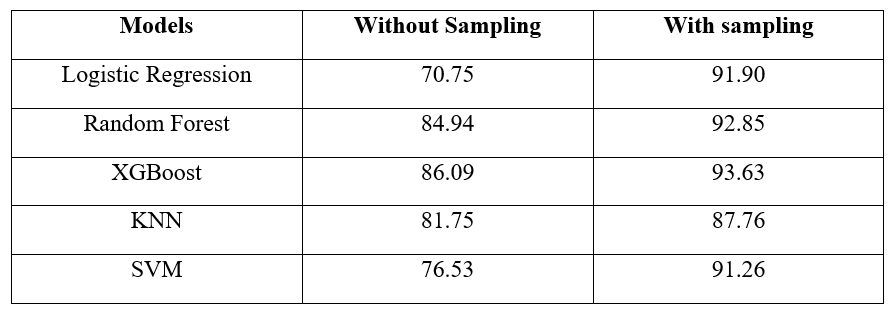 Models Without Sampling With sampling
Logistic Regression 70.75 91.90
Random Forest 84.94 92.85
XGBoost 86.09 93.63
KNN 81.75 87.76
SVM 76.53 91.26